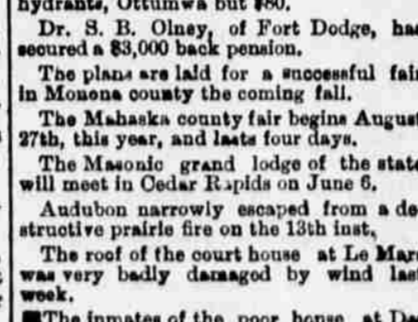 hydrants, Ottumwa but $80.
Dr. S. B. Olney, of Fort Dodge, has
secured a $3,000 back pension.
The plans are laid for a successful fair
in Monona county the coming fall.
The Mahaska county fair begins August
27th, this year, and lasts four days.
The Masonic grand lodge of the state
will meet in Cedar Rapids on June 6.
Audubon narrowly escaped from a de-
structive prairie fire on the 13th inst.
The roof of the court house at Le Mars
was very badly damaged by wind last
week.
The inmates of the poor house at